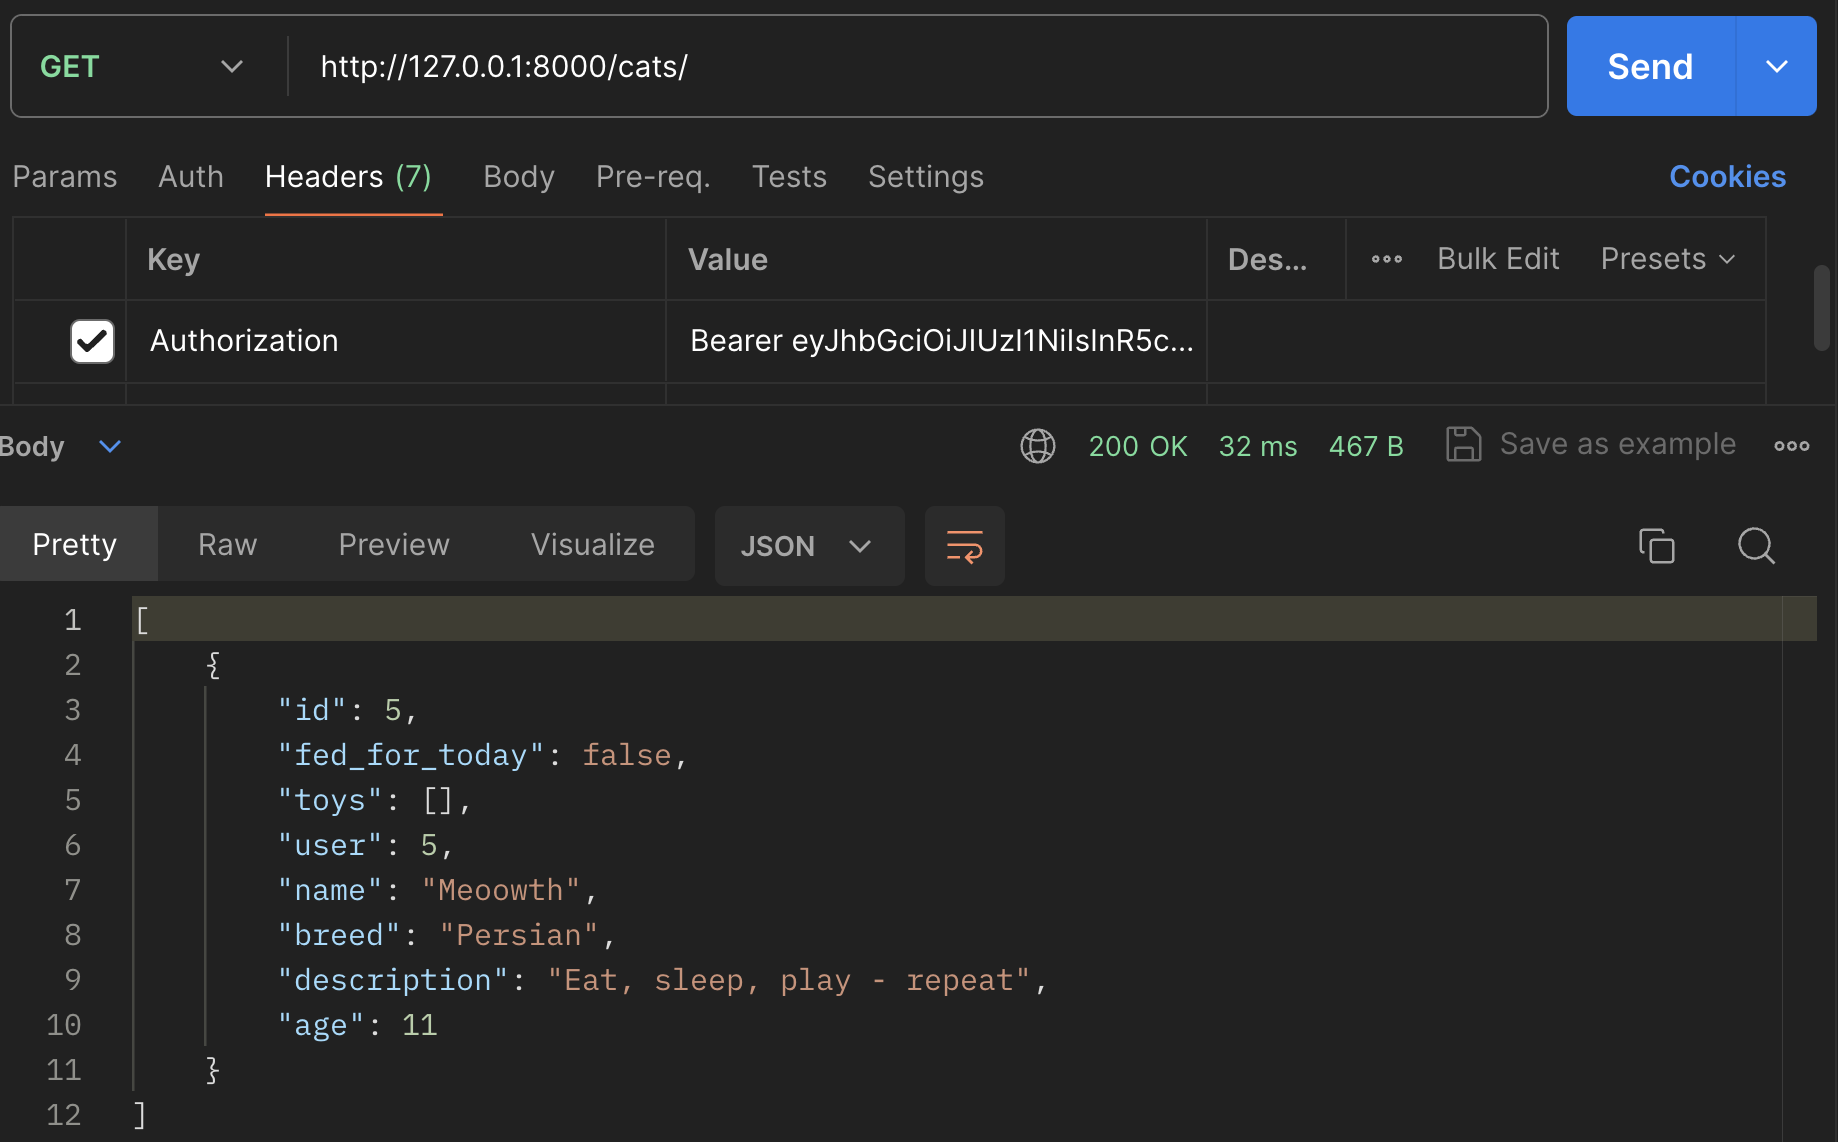 GET http://127.0.0.1:8000/cats/ Send
Params Auth Headers (7) Body Pre-req. Tests Settings Cookies
Key Value Des... Bulk Edit Presets
Authorization Bearer eyJhbGciOiJIUzI1NiIsInR5c...
Body 200 OK 32 ms 467 B Save as example
Pretty Raw Preview Visualize JSON
1 [
2 {
3 "id": 5,
4 "fed_for_today": false,
5 "toys": [],
6 "user": 5,
7 "name": "Meoowth",
8 "breed": "Persian",
9 "description": "Eat, sleep, play - repeat",
10 "age": 11
11 }
12 ]